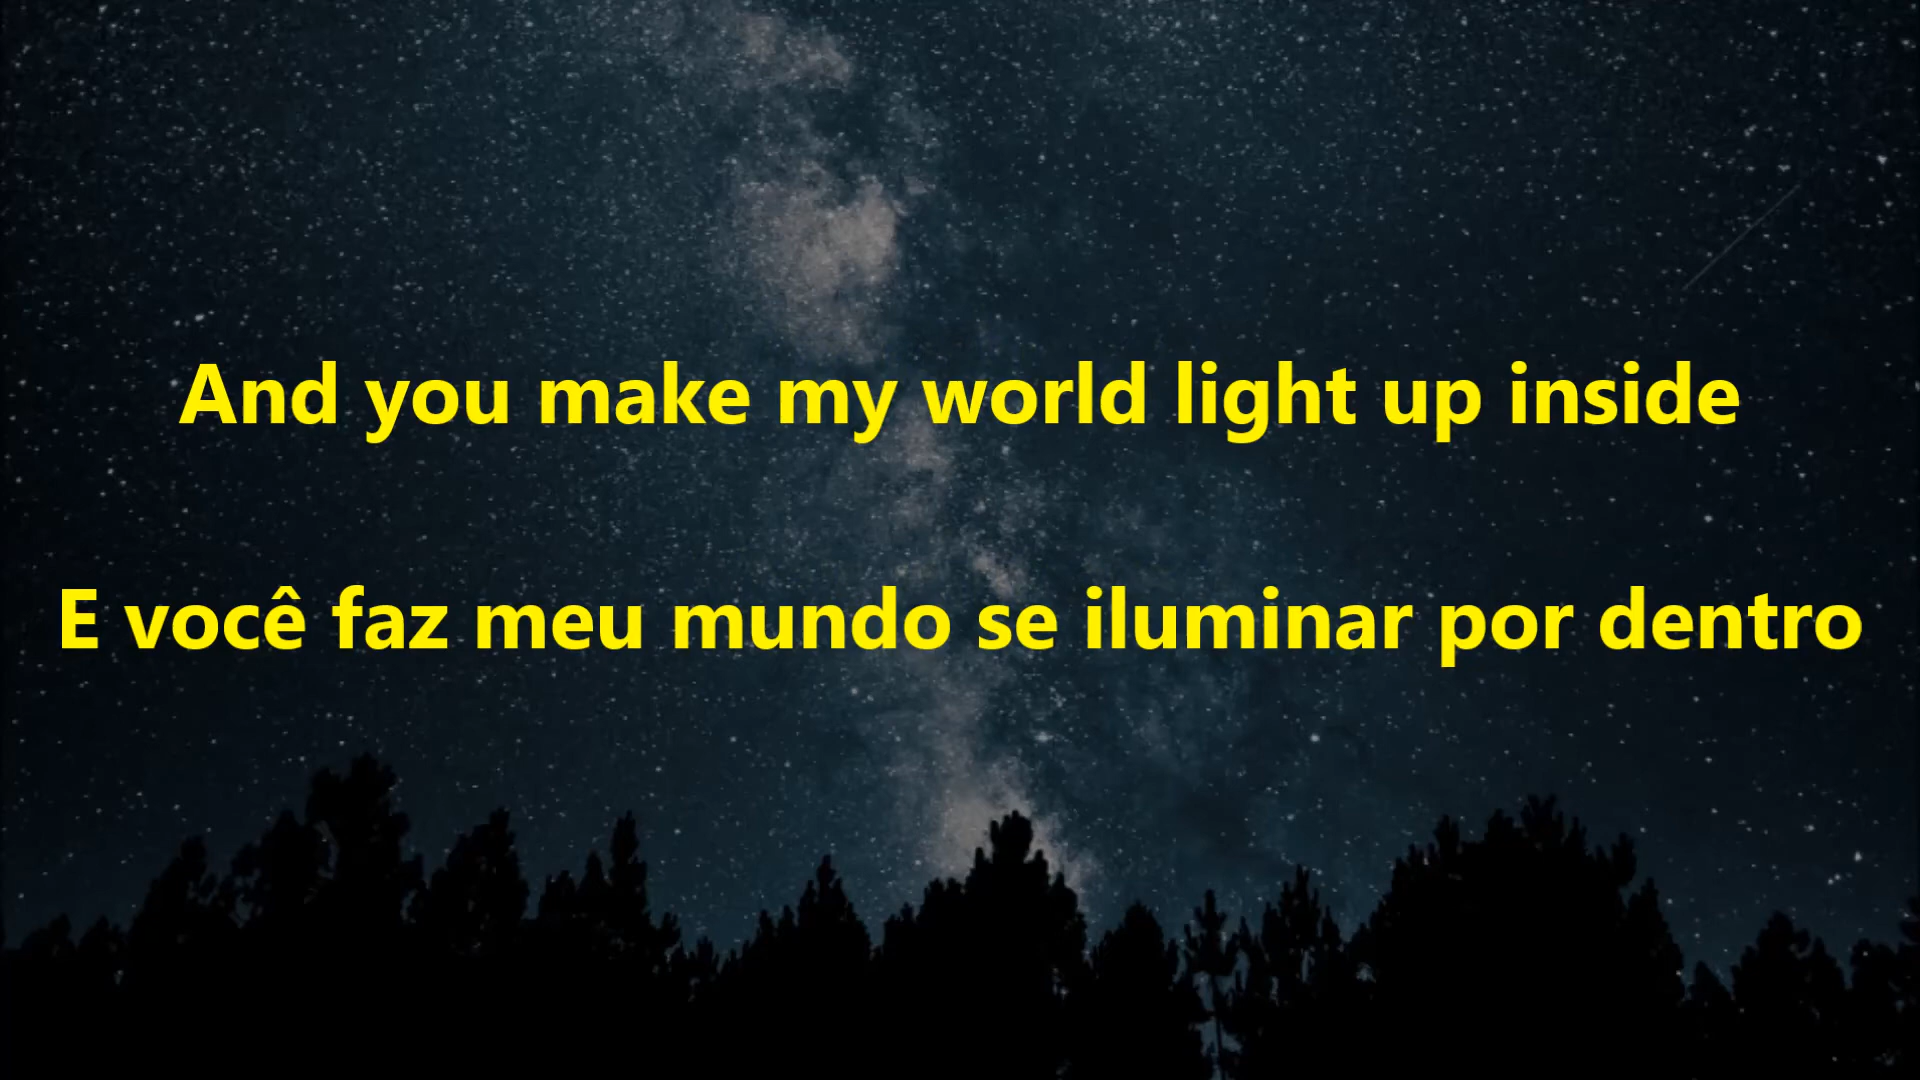 And you make my world light up inside
E você faz meu mundo se iluminar por dentro